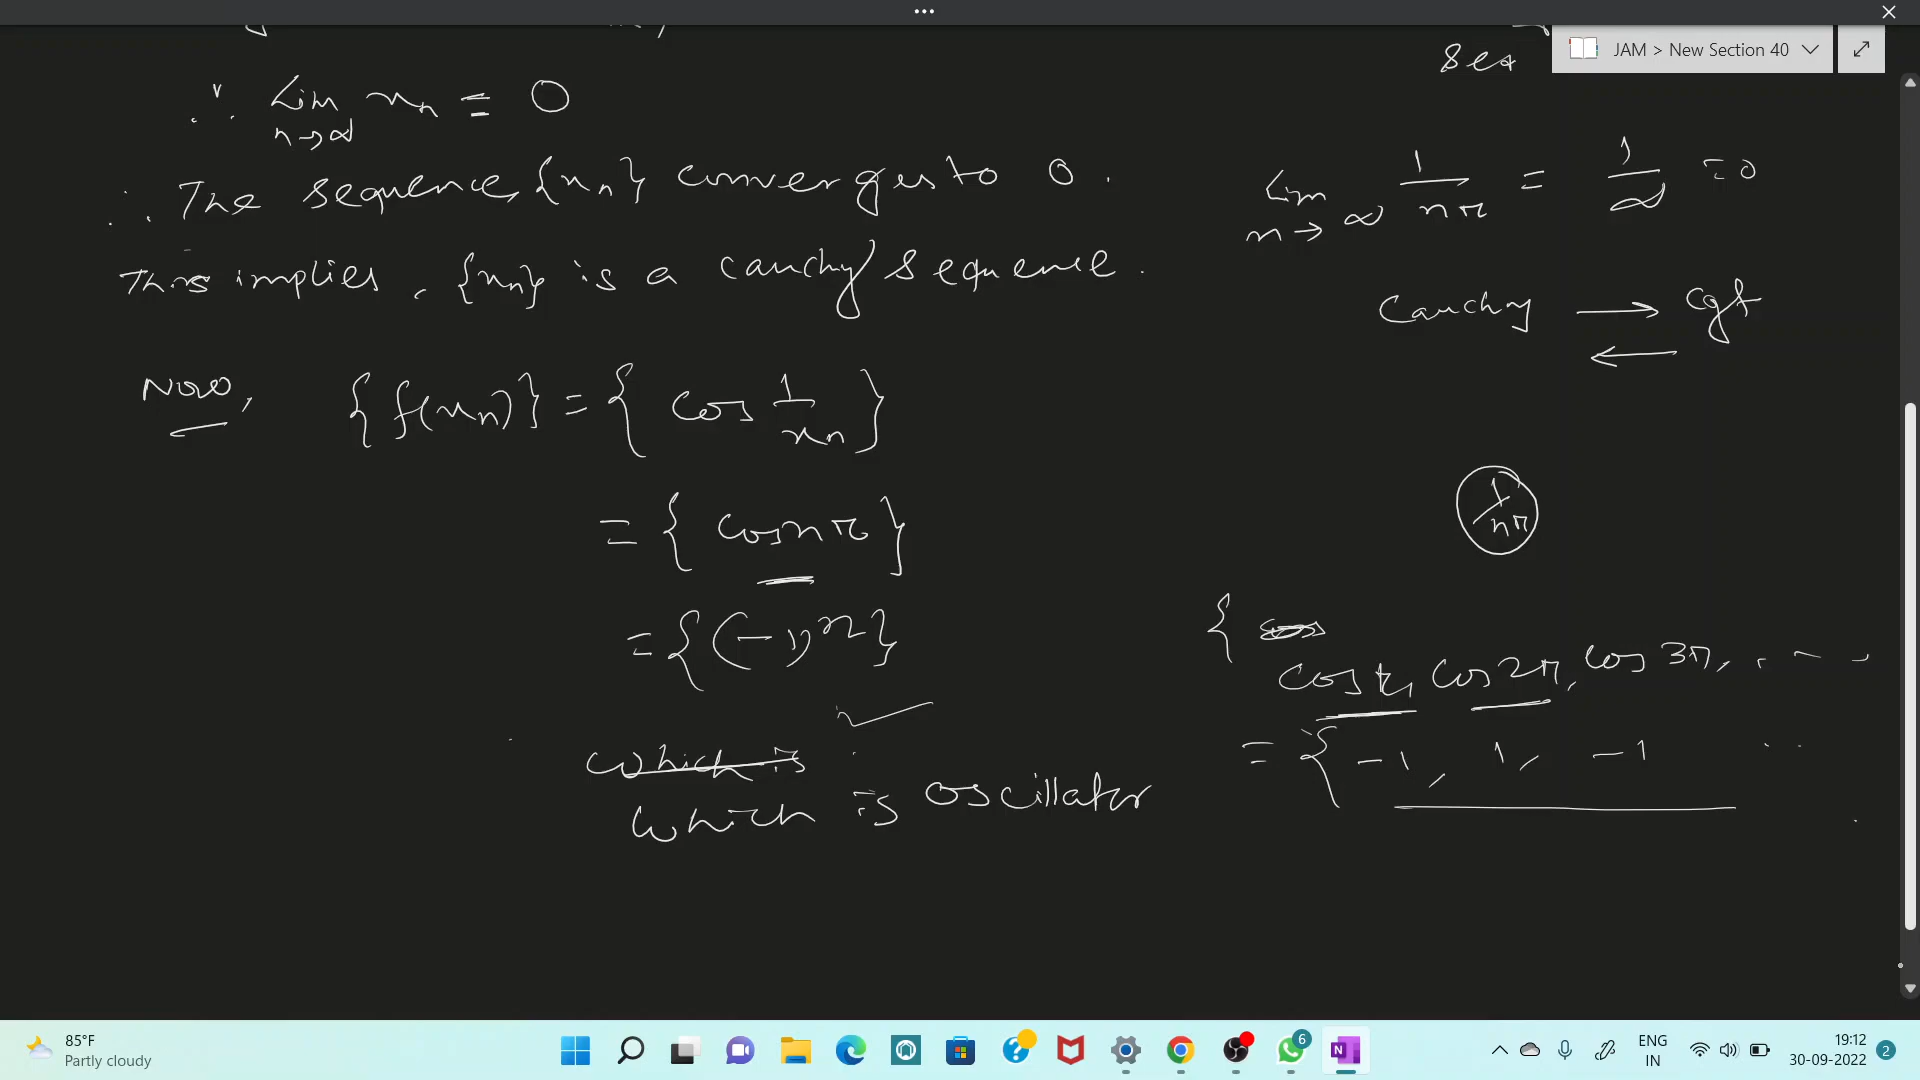 JAM > New Section 40
∴ Lim xn = 0
n→∞
∴ The sequence {xn} converges to 0.
This implies, {xn} is a cauchy sequence.
Now, {f(xn)} = { cos 1/xn }
= { cos nπ }
= {(-1)^n}
which is
which is oscillator
Lim 1/nπ = 1/∞ = 0
n→∞
Cauchy → cgt
←
1/nπ
{ cos
cos π, cos 2π, cos 3π, ....
= { -1, 1, -1 ..
85°F
Partly cloudy
6
ENG
IN
19:12
30-09-2022
2